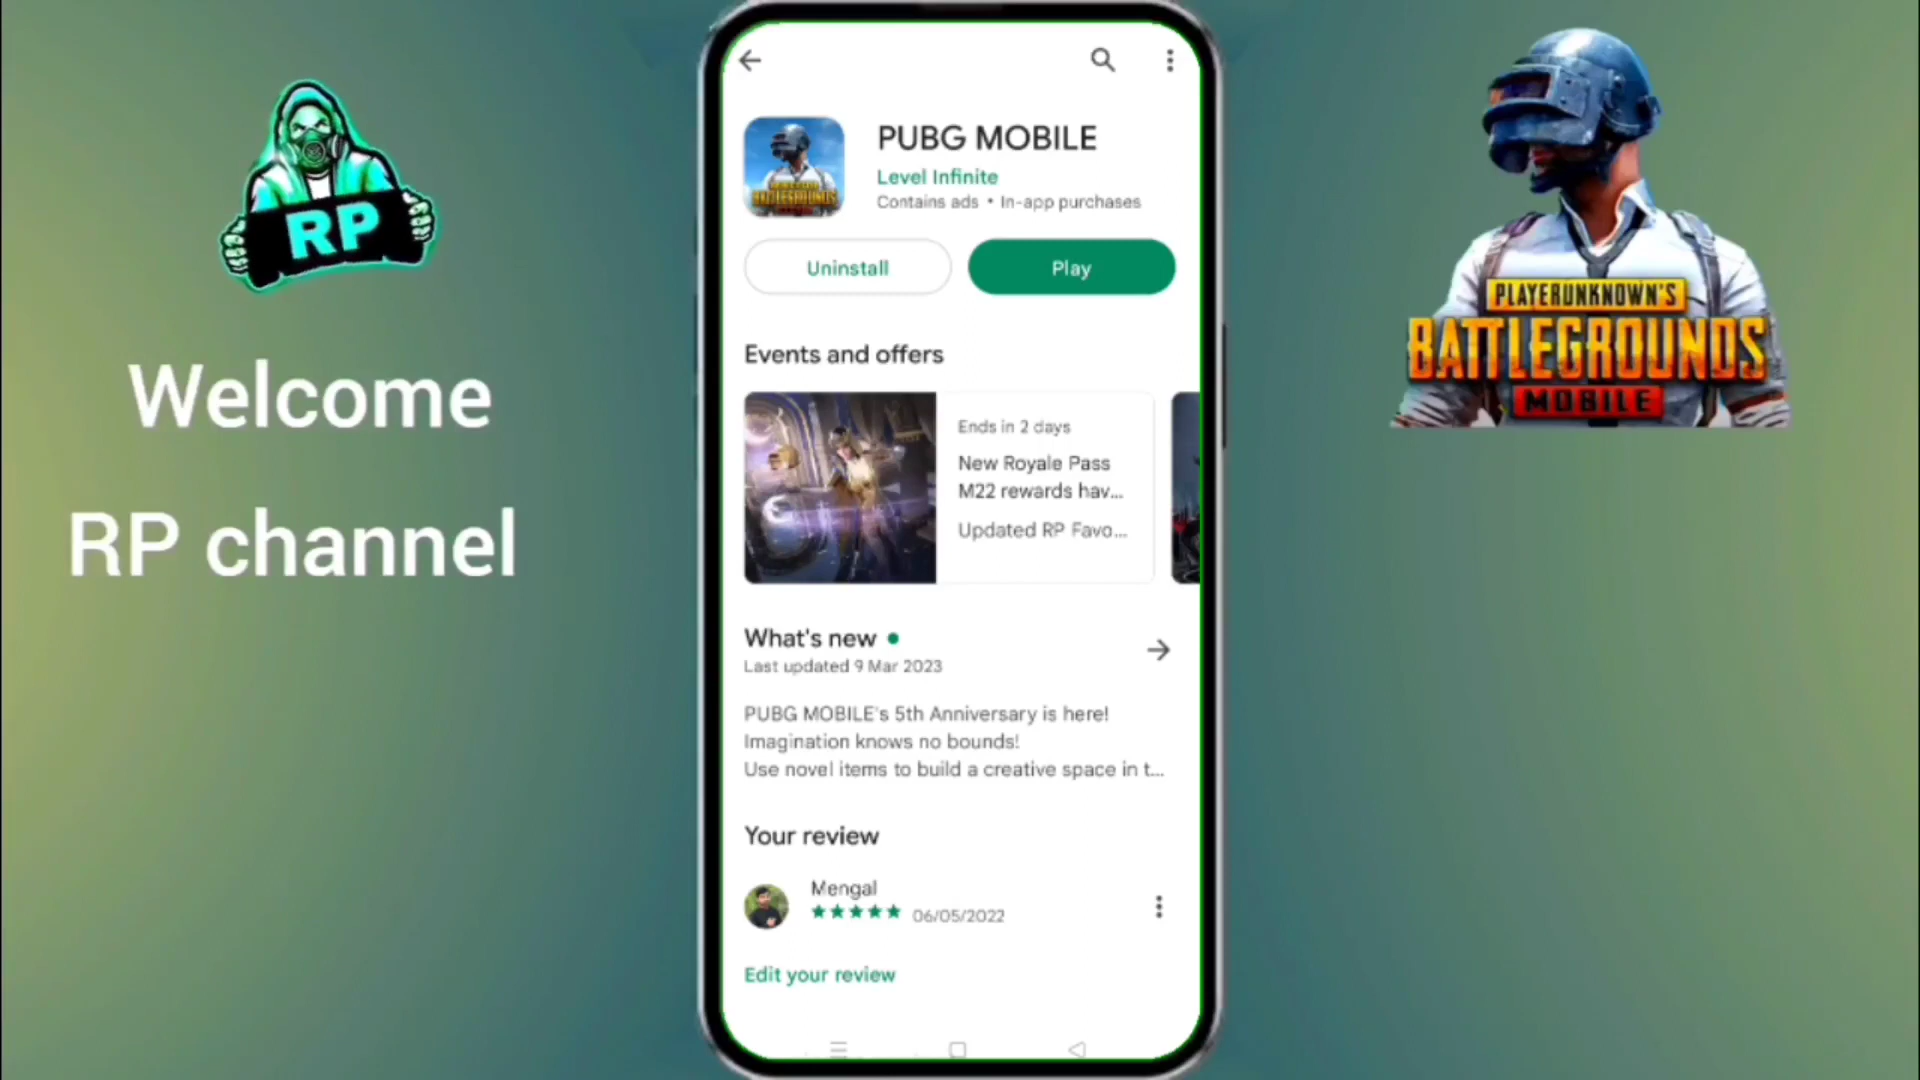 RP
Welcome
RP channel
PUBG MOBILE
Level Infinite
Contains ads • In-app purchases
Uninstall
Play
Events and offers
Ends in 2 days
New Royale Pass
M22 rewards hav...
Updated RP Favo...
What's new
Last updated 9 Mar 2023
PUBG MOBILE's 5th Anniversary is here!
Imagination knows no bounds!
Use novel items to build a creative space in t...
Your review
Mengal
06/05/2022
Edit your review
PLAYERUNKNOWN'S
BATTLEGROUNDS
MOBILE